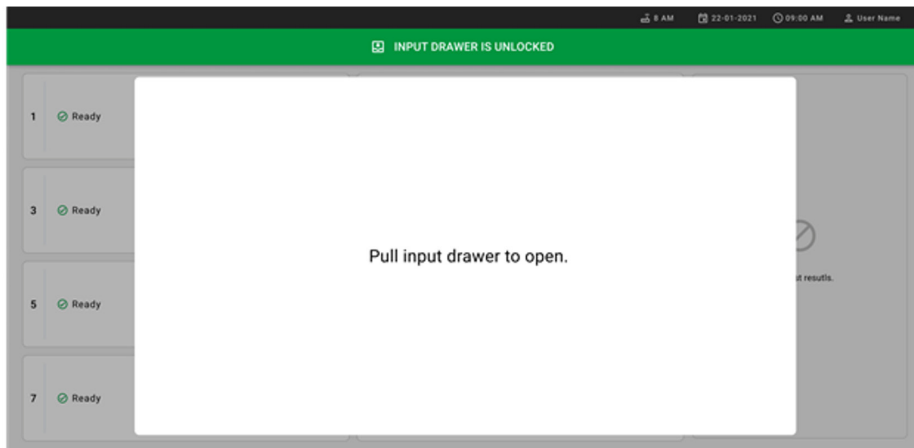 8 AM 22-01-2021 09:00 AM User Name
INPUT DRAWER IS UNLOCKED
1 Ready
3 Ready
Pull input drawer to open.
resutls.
5 Ready
7 Ready